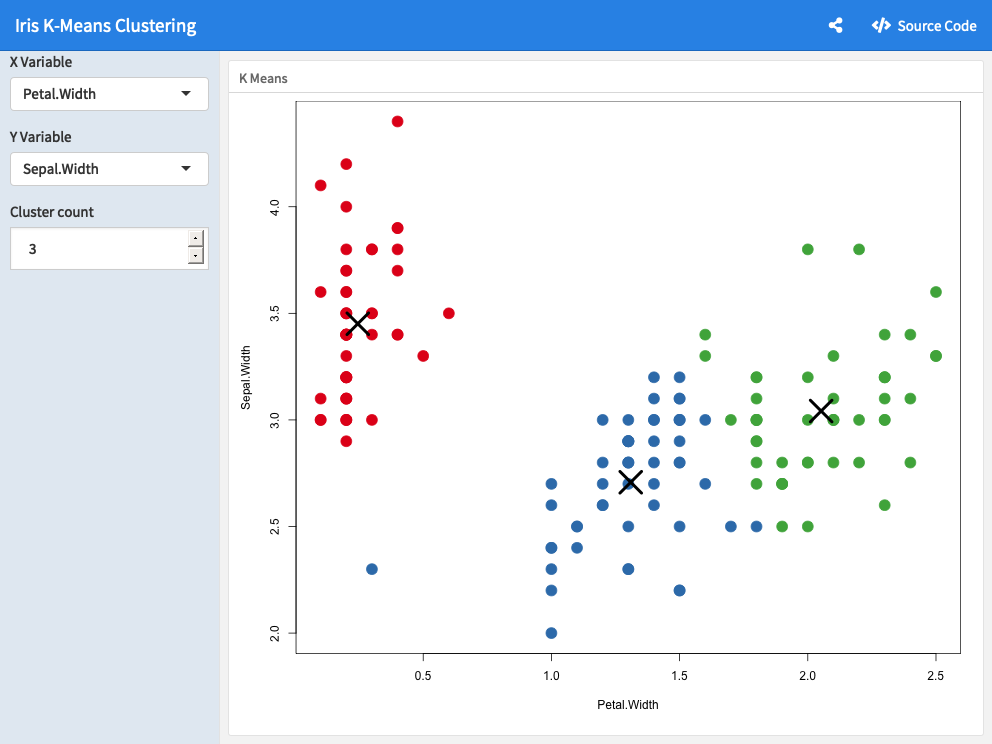 Iris K-Means Clustering
Source Code
X Variable
Petal.Width
Y Variable
Sepal.Width
Cluster count
3
K Means
4.0
3.5
3.0
2.5
2.0
Sepal.Width
0.5 1.0 1.5 2.0 2.5
Petal.Width